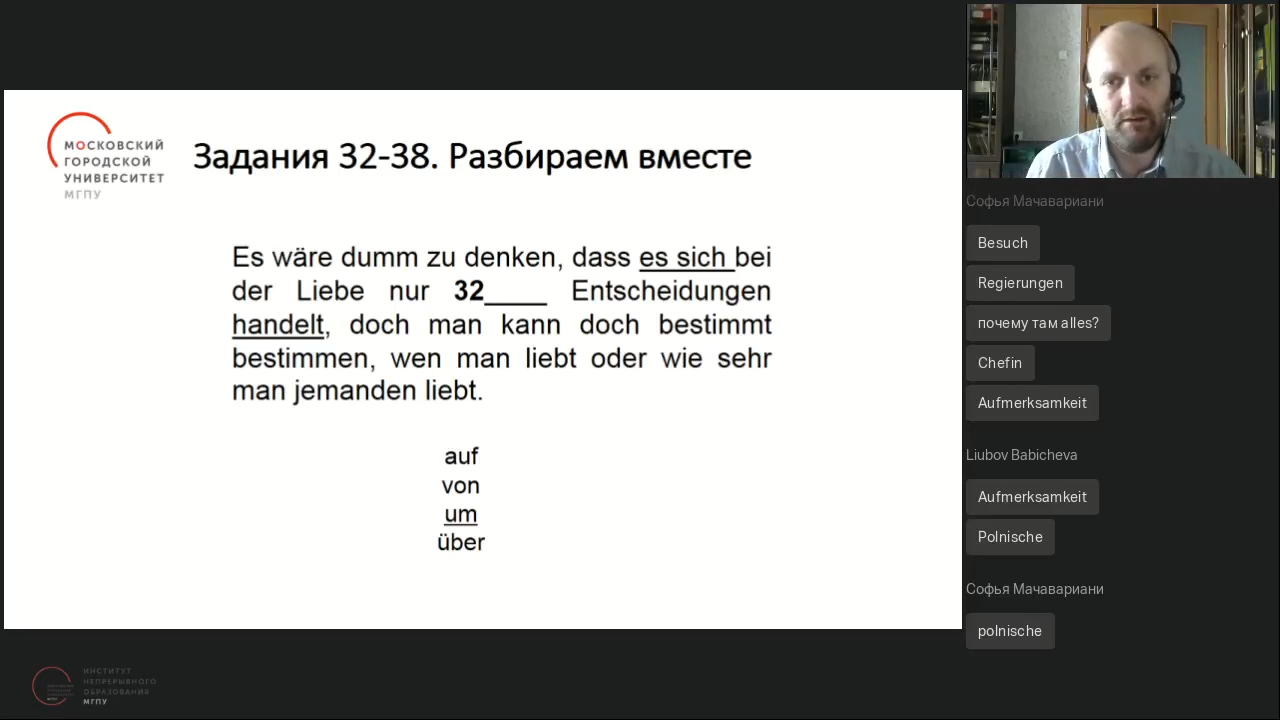 МОСКОВСКИЙ
ГОРОДСКОЙ
УНИВЕРСИТЕТ
МГПУ
Задания 32-38. Разбираем вместе
Es wäre dumm zu denken, dass es sich bei
der Liebe nur 32____ Entscheidungen
handelt, doch man kann doch bestimmt
bestimmen, wen man liebt oder wie sehr
man jemanden liebt.
auf
von
um
über
Софья Мачавариани
Besuch
Regierungen
почему там alles?
Chefin
Aufmerksamkeit
Liubov Babicheva
Aufmerksamkeit
Polnische
Софья Мачавариани
polnische
ИНСТИТУТ
НЕПРЕРЫВНОГО
ОБРАЗОВАНИЯ
МГПУ